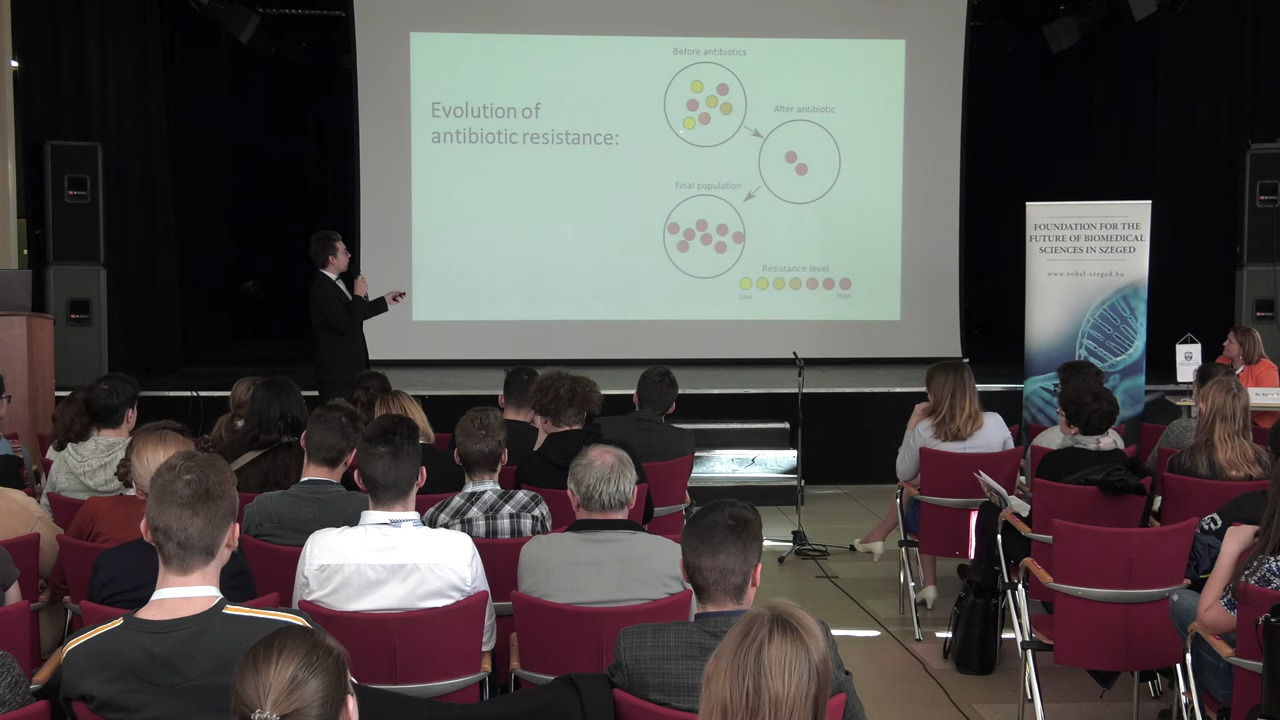 Before antibiotics
Evolution of
antibiotic resistance:
After antibiotic
Final population
Resistance level
Low
High
FOUNDATION FOR THE
FUTURE OF BIOMEDICAL
SCIENCES IN SZEGED
www.nobel-szeged.hu